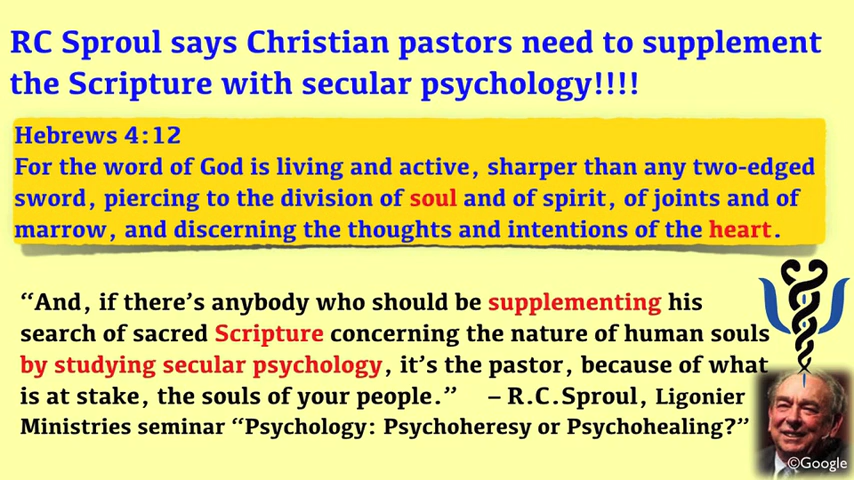 RC Sproul says Christian pastors need to supplement
the Scripture with secular psychology!!!!
Hebrews 4:12
For the word of God is living and active, sharper than any two-edged
sword, piercing to the division of soul and of spirit, of joints and of
marrow, and discerning the thoughts and intentions of the heart.
“And, if there’s anybody who should be supplementing his
search of sacred Scripture concerning the nature of human souls
by studying secular psychology, it’s the pastor, because of what
is at stake, the souls of your people.” – R.C.Sproul, Ligonier
Ministries seminar “Psychology: Psychoheresy or Psychohealing?”
©Google